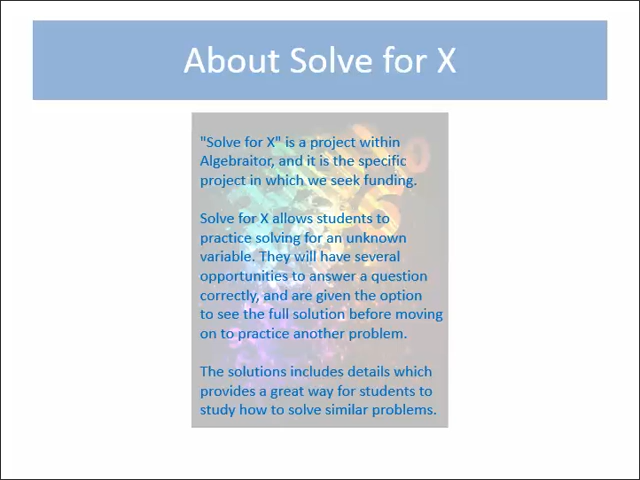 About Solve for X
"Solve for X" is a project within
Algebraitor, and it is the specific
project in which we seek funding.
Solve for X allows students to
practice solving for an unknown
variable. They will have several
opportunities to answer a question
correctly, and are given the option
to see the full solution before moving
on to practice another problem.
The solutions includes details which
provides a great way for students to
study how to solve similar problems.